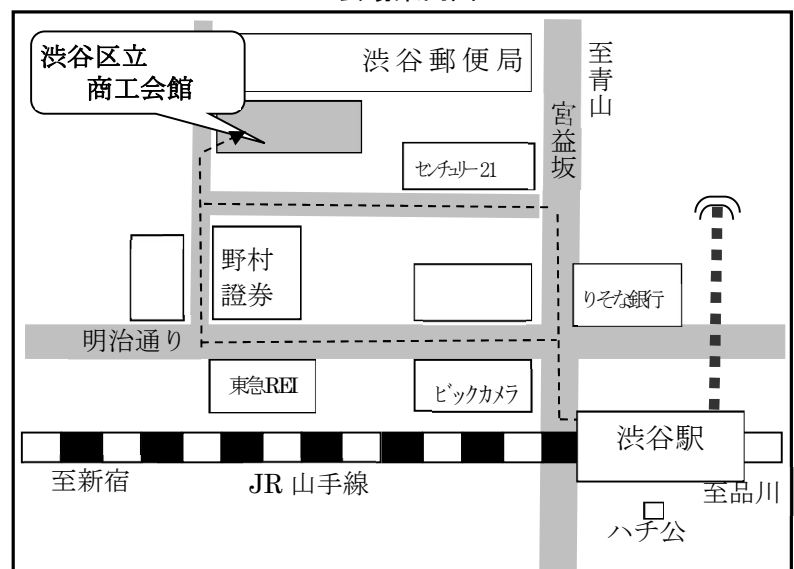 渋谷区立
商工会館
渋谷郵便局
至青山
宮益坂
センチュリー21
野村
證券
りそな銀行
明治通り
東急REI
ビックカメラ
渋谷駅
至新宿
JR 山手線
至品川
ハチ公